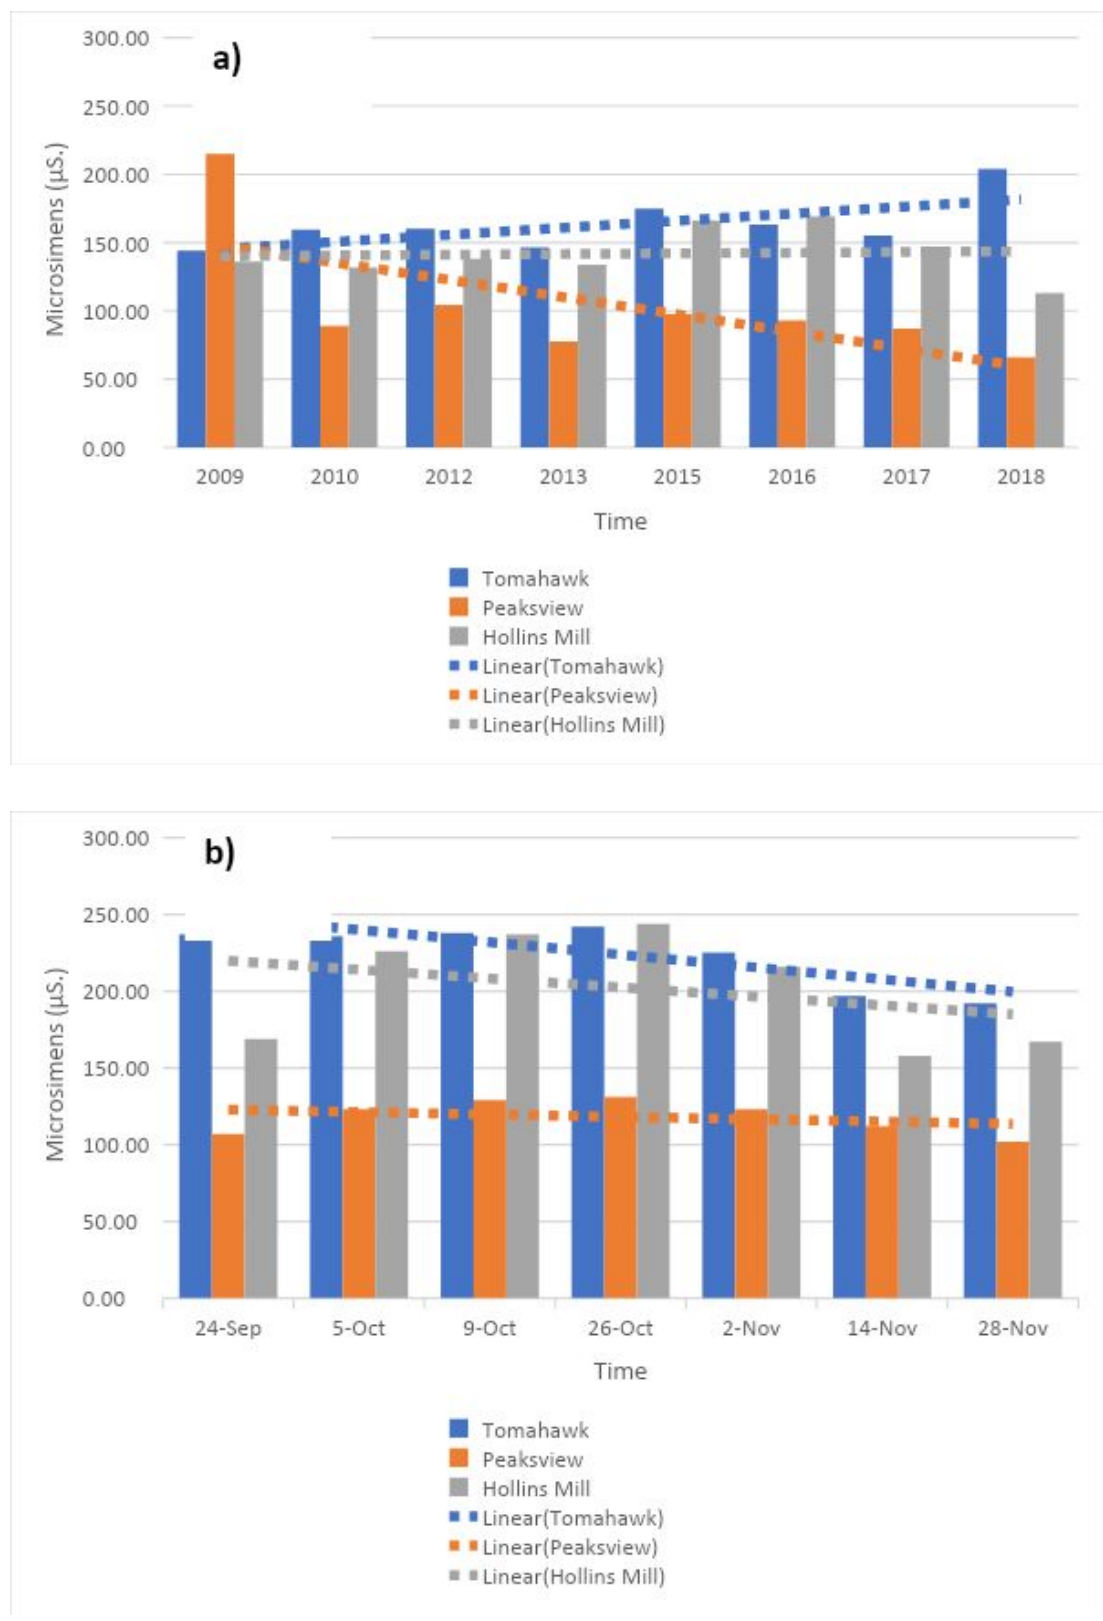 a)
300.00
250.00
200.00
150.00
100.00
50.00
0.00
Microsimens (µS.)
2009 2010 2012 2013 2015 2016 2017 2018
Time
Tomahawk
Peaksview
Hollins Mill
Linear(Tomahawk)
Linear(Peaksview)
Linear(Hollins Mill)
b)
300.00
250.00
200.00
150.00
100.00
50.00
0.00
Microsimens (µS.)
24-Sep 5-Oct 9-Oct 26-Oct 2-Nov 14-Nov 28-Nov
Time
Tomahawk
Peaksview
Hollins Mill
Linear(Tomahawk)
Linear(Peaksview)
Linear(Hollins Mill)